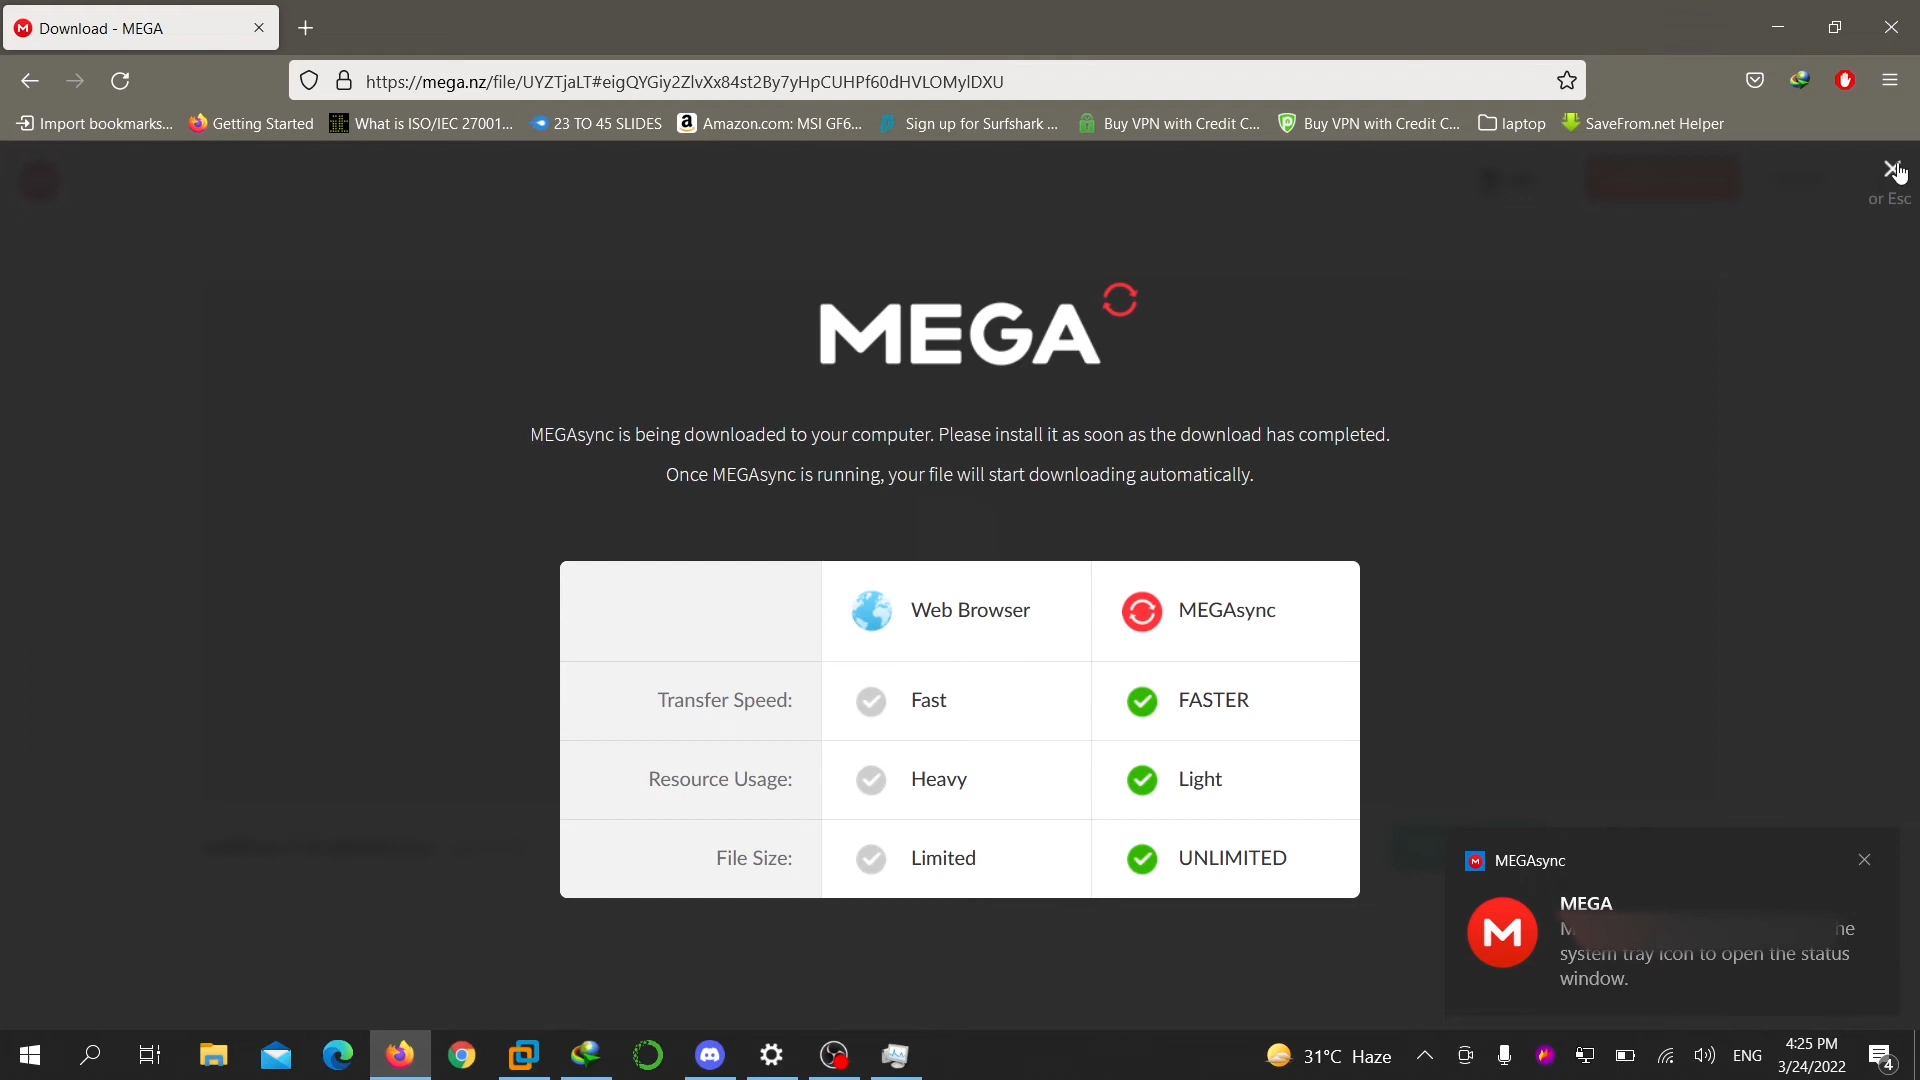 Download - MEGA
https://mega.nz/file/UYZTjaLT#eigQYGiy2ZlvXx84st2By7yHpCUHPf60dHVLOMylDXU
Import bookmarks... Getting Started What is ISO/IEC 27001... 23 TO 45 SLIDES Amazon.com: MSI GF6... Sign up for Surfshark ... Buy VPN with Credit C... Buy VPN with Credit C... laptop SaveFrom.net Helper
or Esc
MEGA
MEGAsync is being downloaded to your computer. Please install it as soon as the download has completed.
Once MEGAsync is running, your file will start downloading automatically.
Web Browser MEGAsync
Transfer Speed: Fast FASTER
Resource Usage: Heavy Light
File Size: Limited UNLIMITED
MEGAsync
MEGA
system tray icon to open the status
window.
31°C Haze ENG 4:25 PM
3/24/2022 4